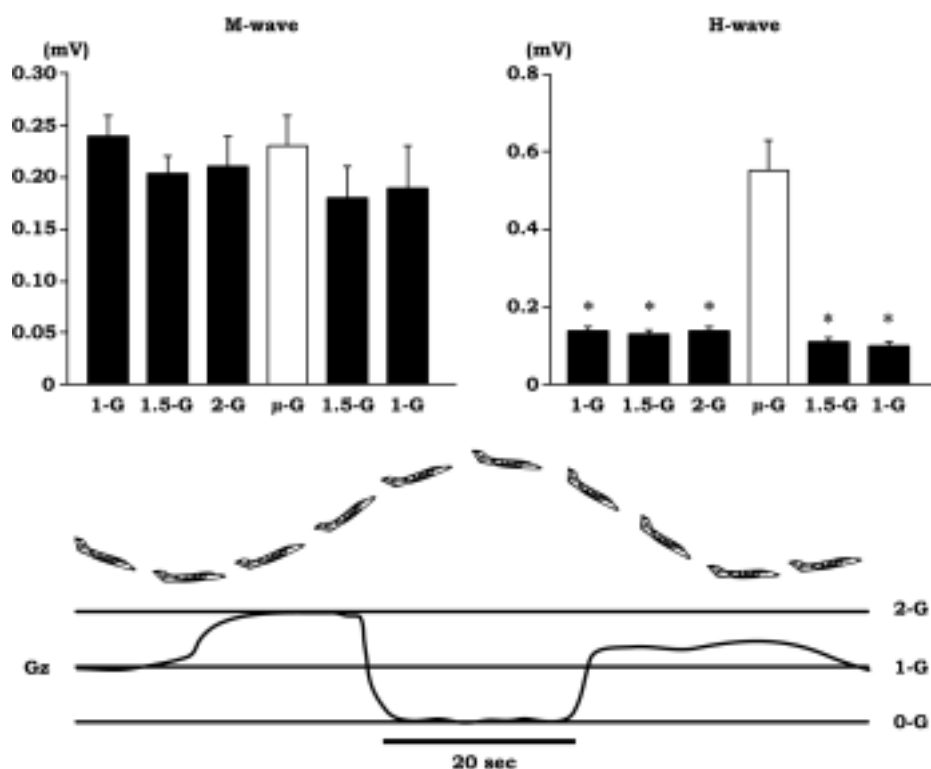 M-wave
(mV)
0.30
0.25
0.20
0.15
0.10
0.05
0
1-G 1.5-G 2-G μ-G 1.5-G 1-G
H-wave
(mV)
0.8
0.6
0.4
0.2
0
* * * * *
1-G 1.5-G 2-G μ-G 1.5-G 1-G
2-G
Gz
1-G
0-G
20 sec